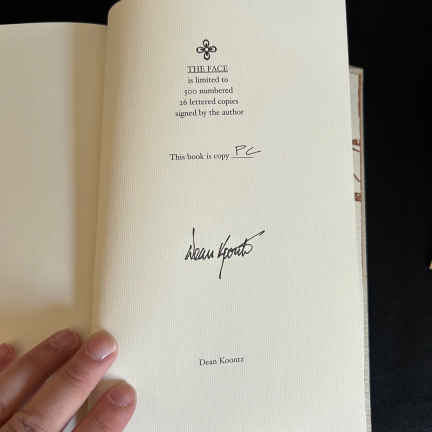 THE FACE
is limited to
500 numbered
26 lettered copies
signed by the author
This book is copy PC
Dean Koontz
Dean Koontz